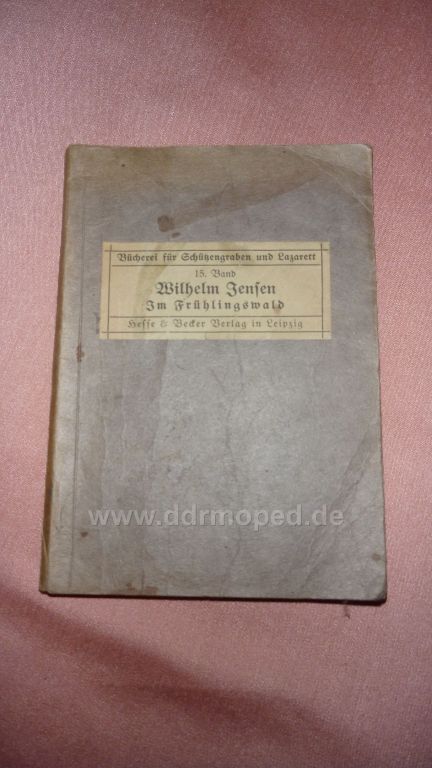 Bücherei für Schützengraben und Lazarett
15. Band
Wilhelm Jensen
Im Frühlingswald
Hesse & Becker Verlag in Leipzig
www.ddrmoped.de